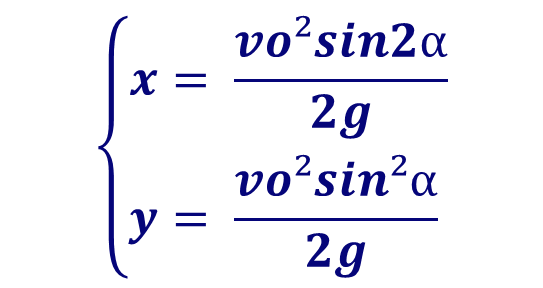 x = vo²sin2α / 2g
y = vo²sin²α / 2g